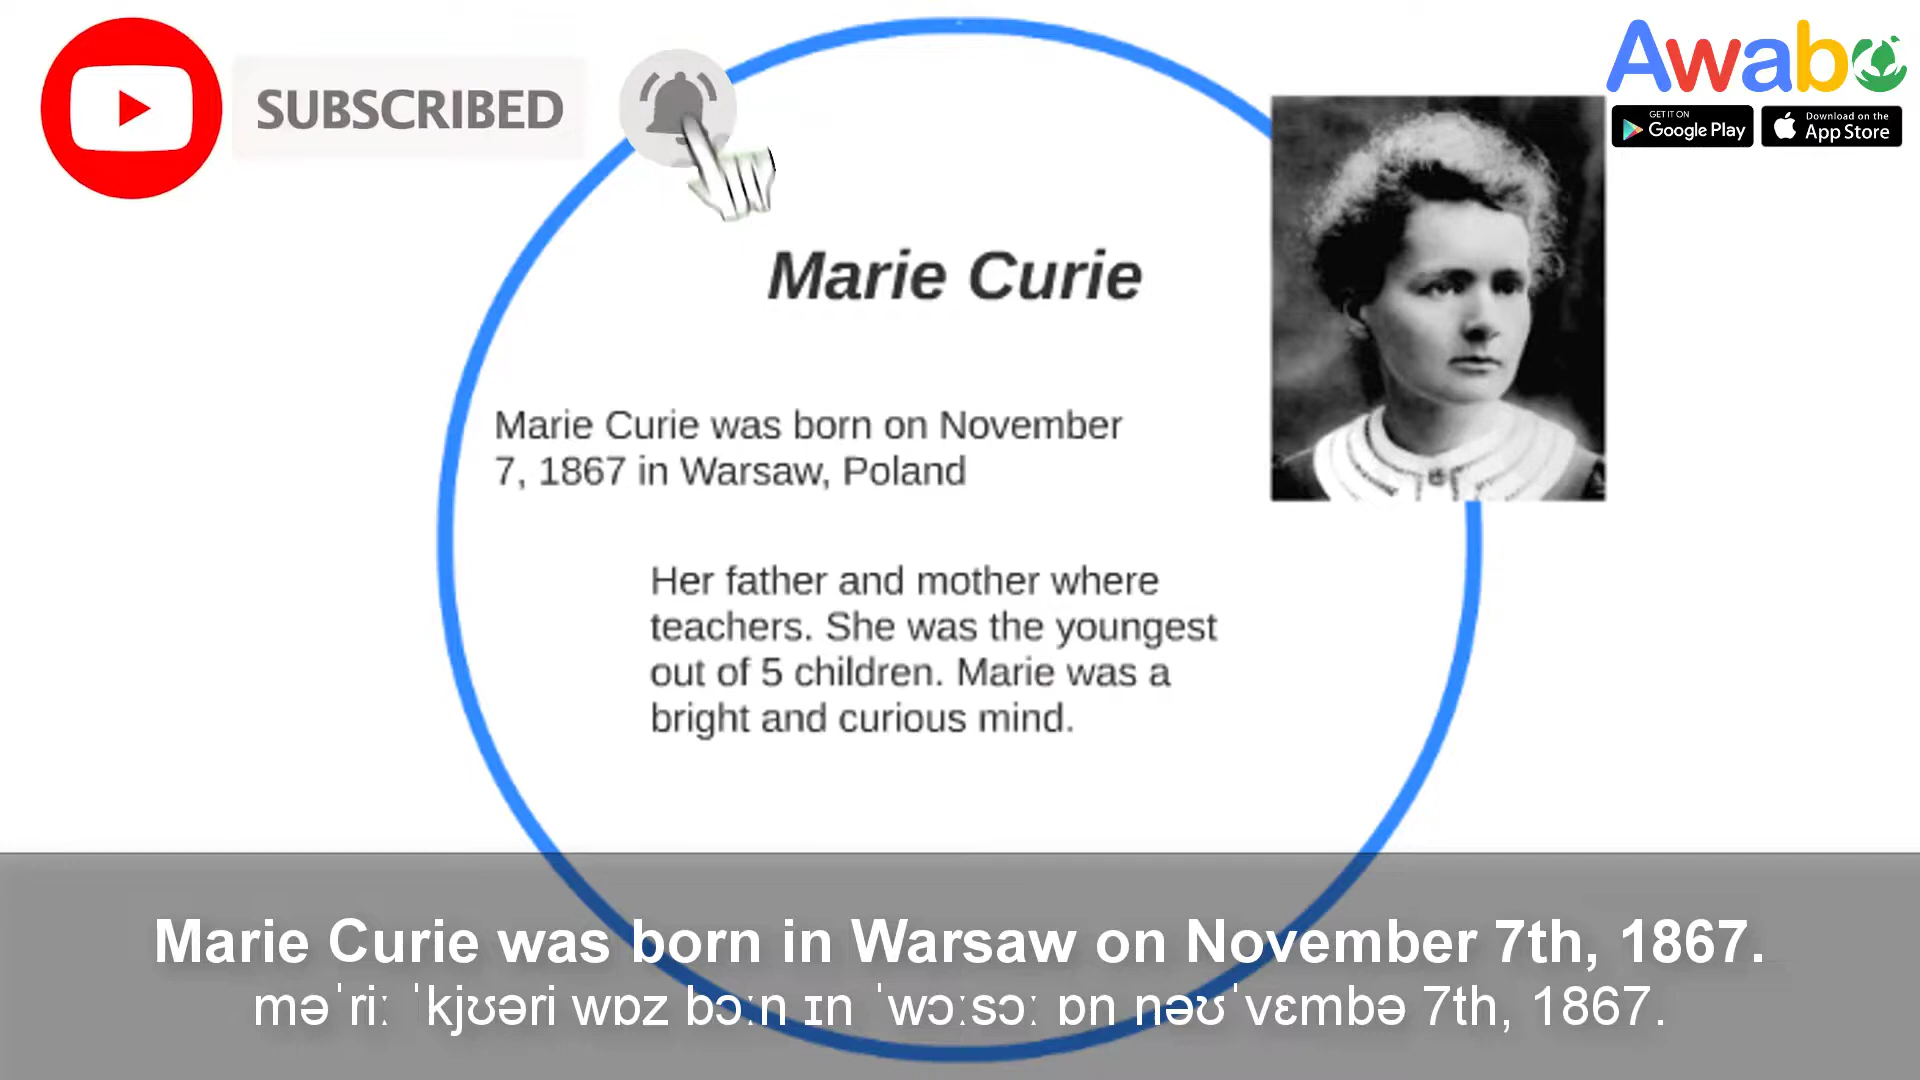 SUBSCRIBED
Awabe
GET IT ON
Google Play
Download on the
App Store
Marie Curie
Marie Curie was born on November
7, 1867 in Warsaw, Poland
Her father and mother where
teachers. She was the youngest
out of 5 children. Marie was a
bright and curious mind.
Marie Curie was born in Warsaw on November 7th, 1867.
məˈriː ˈkjʊəri wɒz bɔːn ɪn ˈwɔːsɔː ɒn nəʊˈvɛmbə 7th, 1867.